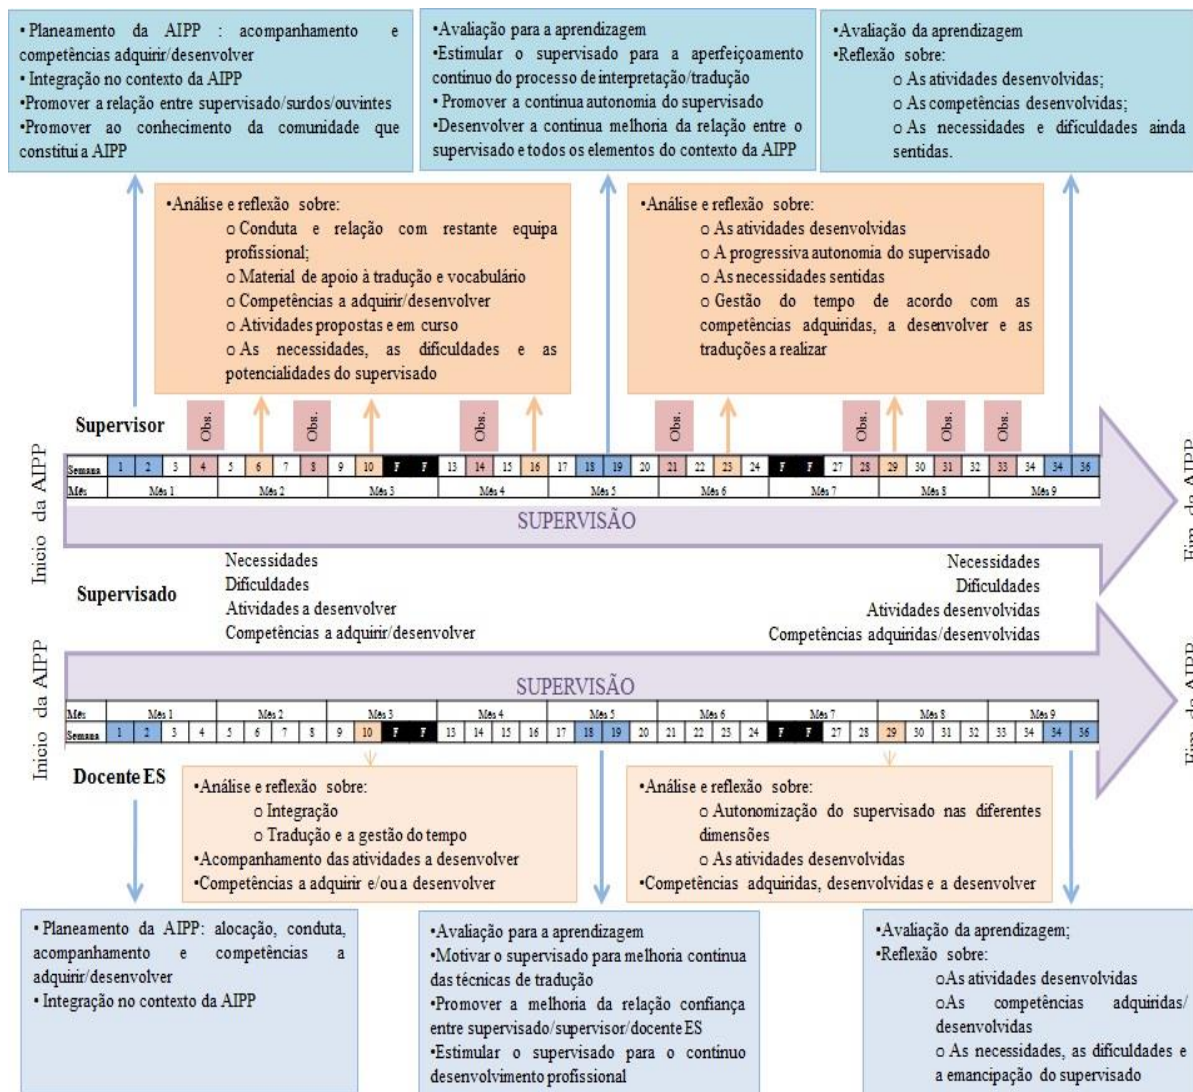 • Planeamento da AIPP : acompanhamento e
competências adquirir/desenvolver
• Integração no contexto da AIPP
•Promover a relação entre supervisado/surdos/ouvintes
•Promover ao conhecimento da comunidade que
constitui a AIPP
•Avaliação para a aprendizagem
•Estimular o supervisado para a aperfeiçoamento
continuo do processo de interpretação/tradução
• Promover a contínua autonomia do supervisado
•Desenvolver a continua melhoria da relação entre o
supervisado e todos os elementos do contexto da AIPP
•Avaliação da aprendizagem
•Reflexão sobre:
o As atividades desenvolvidas;
o As competências desenvolvidas;
o As necessidades e dificuldades ainda
sentidas.
•Análise e reflexão sobre:
o Conduta e relação com restante equipa
profissional;
o Material de apoio à tradução e vocabulário
o Competências a adquirir/desenvolver
o Atividades propostas e em curso
o As necessidades, as dificuldades e as
potencialidades do supervisado
•Análise e reflexão sobre:
o As atividades desenvolvidas
o A progressiva autonomia do supervisado
o As necessidades sentidas
o Gestão do tempo de acordo com as
competências adquiridas, a desenvolver e as
traduções a realizar
Supervisor
Obs. Obs. Obs. Obs. Obs. Obs. Obs.
Inicio da AIPP
Semana 1 2 3 4 5 6 7 8 9 10 F F 13 14 15 16 17 18 19 20 21 22 23 24 F F 27 28 29 30 31 32 33 34 34 36
Mês Mês 1 Mês 2 Mês 3 Mês 4 Mês 5 Mês 6 Mês 7 Mês 8 Mês 9
SUPERVISÃO
Fim da AIPP
Supervisado
Necessidades
Dificuldades
Atividades a desenvolver
Competências a adquirir/desenvolver
Necessidades
Dificuldades
Atividades desenvolvidas
Competências adquiridas/desenvolvidas
Inicio da AIPP
SUPERVISÃO
Mês Mês 1 Mês 2 Mês 3 Mês 4 Mês 5 Mês 6 Mês 7 Mês 8 Mês 9
Semana 1 2 3 4 5 6 7 8 9 10 F F 13 14 15 16 17 18 19 20 21 22 23 24 F F 27 28 29 30 31 32 33 34 34 36
Fim da AIPP
Docente ES
•Análise e reflexão sobre:
o Integração
o Tradução e a gestão do tempo
•Acompanhamento das atividades a desenvolver
•Competências a adquirir e/ou a desenvolver
•Análise e reflexão sobre:
o Autonomização do supervisado nas diferentes
dimensões
o As atividades desenvolvidas
•Competências adquiridas, desenvolvidas e a desenvolver
• Planeamento da AIPP: alocação, conduta,
acompanhamento e competências a
adquirir/desenvolver
• Integração no contexto da AIPP
•Avaliação para a aprendizagem
•Motivar o supervisado para melhoria continua
das técnicas de tradução
•Promover a melhoria da relação confiança
entre supervisado/supervisor/docente ES
•Estimular o supervisado para o contínuo
desenvolvimento profissional
•Avaliação da aprendizagem;
•Reflexão sobre:
o As atividades desenvolvidas
o As competências adquiridas/
desenvolvidas
o As necessidades, as dificuldades e
a emancipação do supervisado